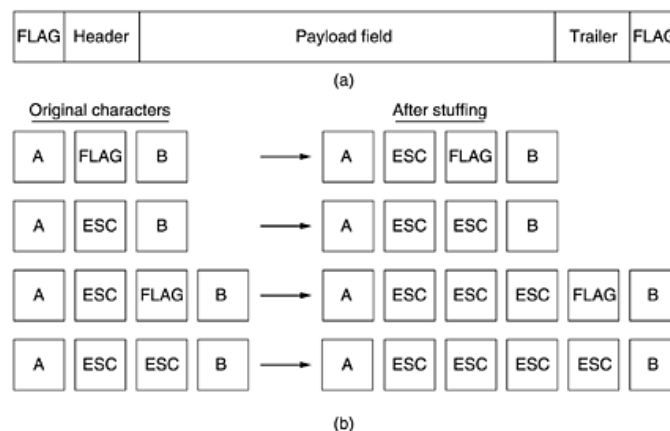 FLAG Header Payload field Trailer FLAG
(a)
Original characters After stuffing
A FLAG B A ESC FLAG B
A ESC B A ESC ESC B
A ESC FLAG B A ESC ESC ESC FLAG B
A ESC ESC B A ESC ESC ESC ESC B
(b)